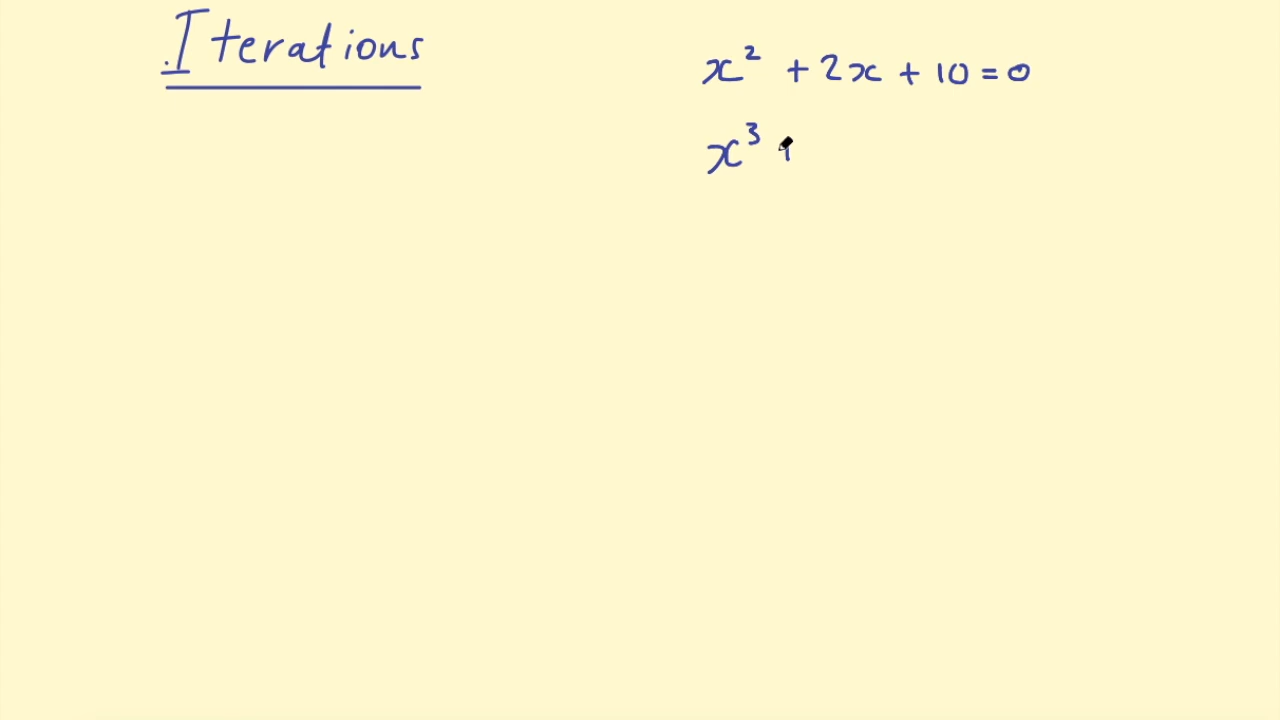 Iterations
x² + 2x + 10 = 0
x³